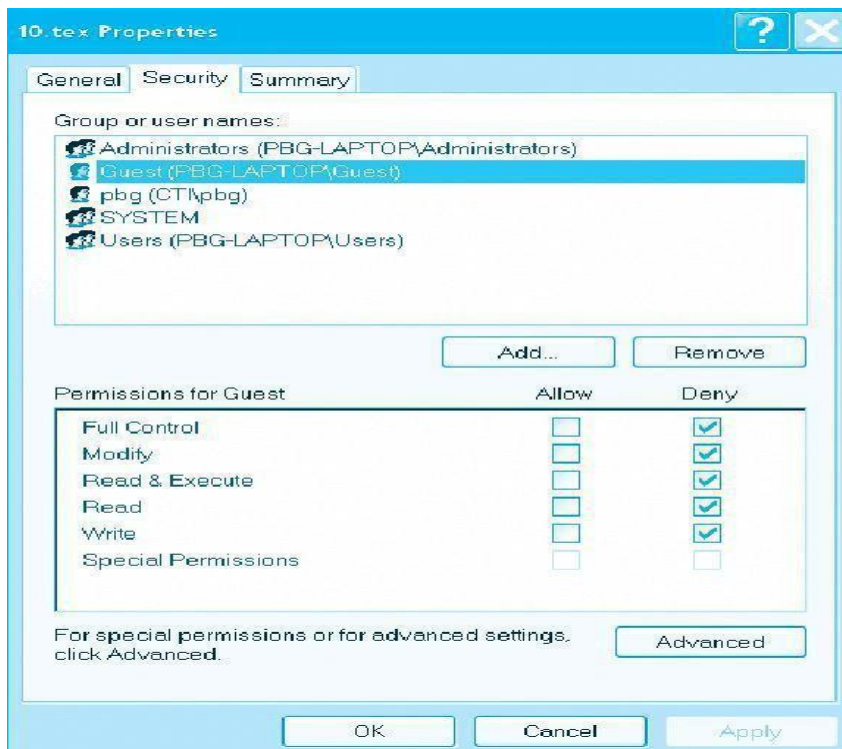 10.tex Properties
General Security Summary
Group or user names:
Administrators (PBG-LAPTOP\Administrators)
Guest (PBG-LAPTOP\Guest)
pbg (CTI\pbg)
SYSTEM
Users (PBG-LAPTOP\Users)
Add... Remove
Permissions for Guest Allow Deny
Full Control
Modify
Read & Execute
Read
Write
Special Permissions
For special permissions or for advanced settings,
click Advanced.
Advanced
OK Cancel Apply